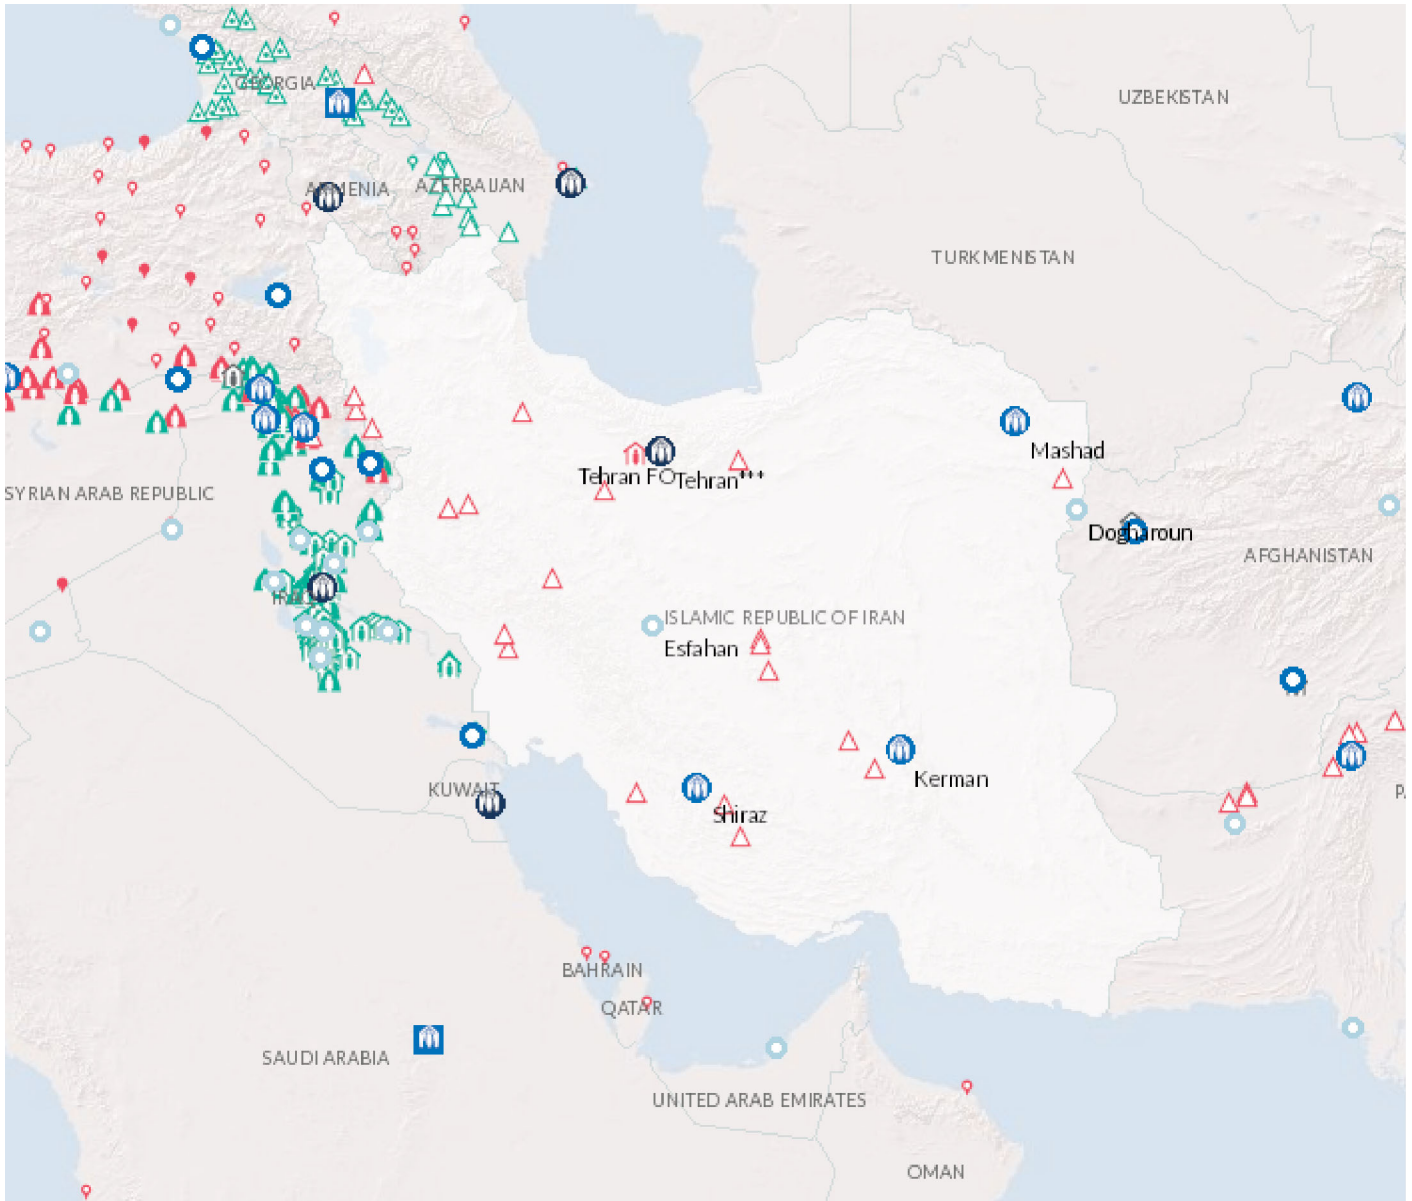 GEORGIA
UZBEKISTAN
ARMENIA
AZERBAIJAN
TURKMENISTAN
Mashad
Tehran FO
Tehran***
SYRIAN ARAB REPUBLIC
Dogharoun
AFGHANISTAN
IRAQ
ISLAMIC REPUBLIC OF IRAN
Esfahan
Kerman
KUWAIT
Shiraz
BAHRAIN
QATAR
SAUDI ARABIA
UNITED ARAB EMIRATES
OMAN